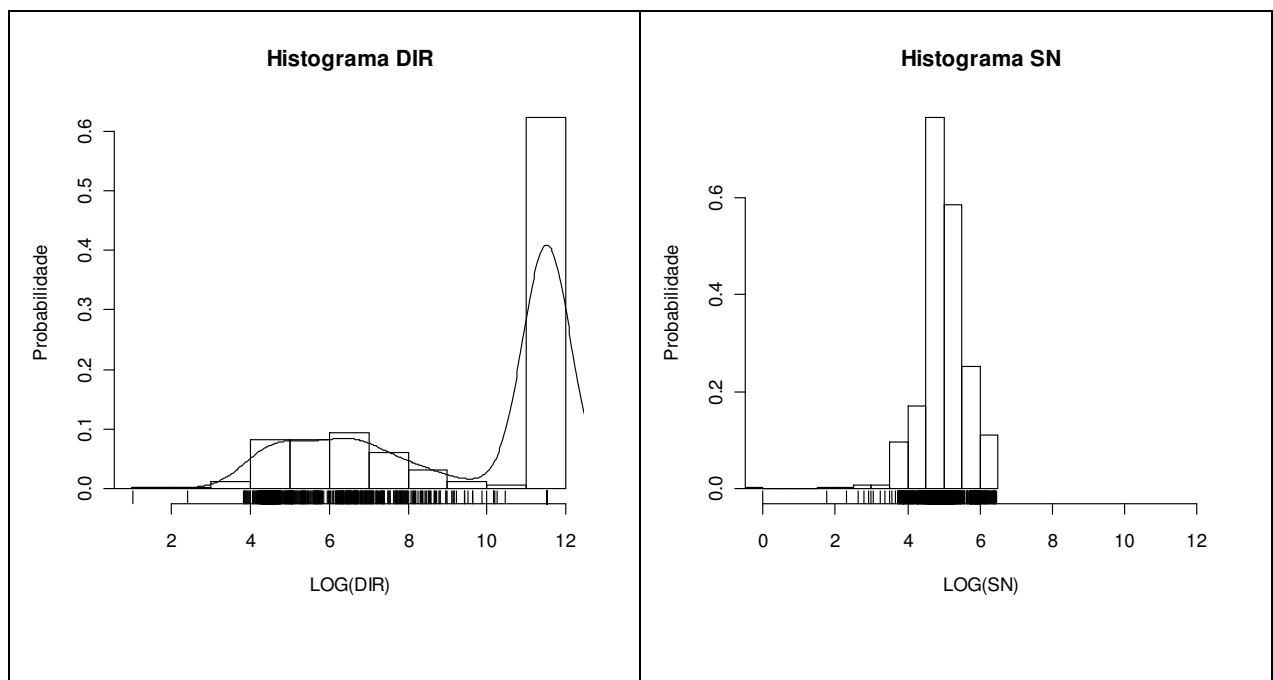 Histograma DIR
Probabilidade
0.0 0.1 0.2 0.3 0.4 0.5 0.6
2 4 6 8 10 12
LOG(DIR)
Histograma SN
Probabilidade
0.0 0.2 0.4 0.6
0 2 4 6 8 10 12
LOG(SN)